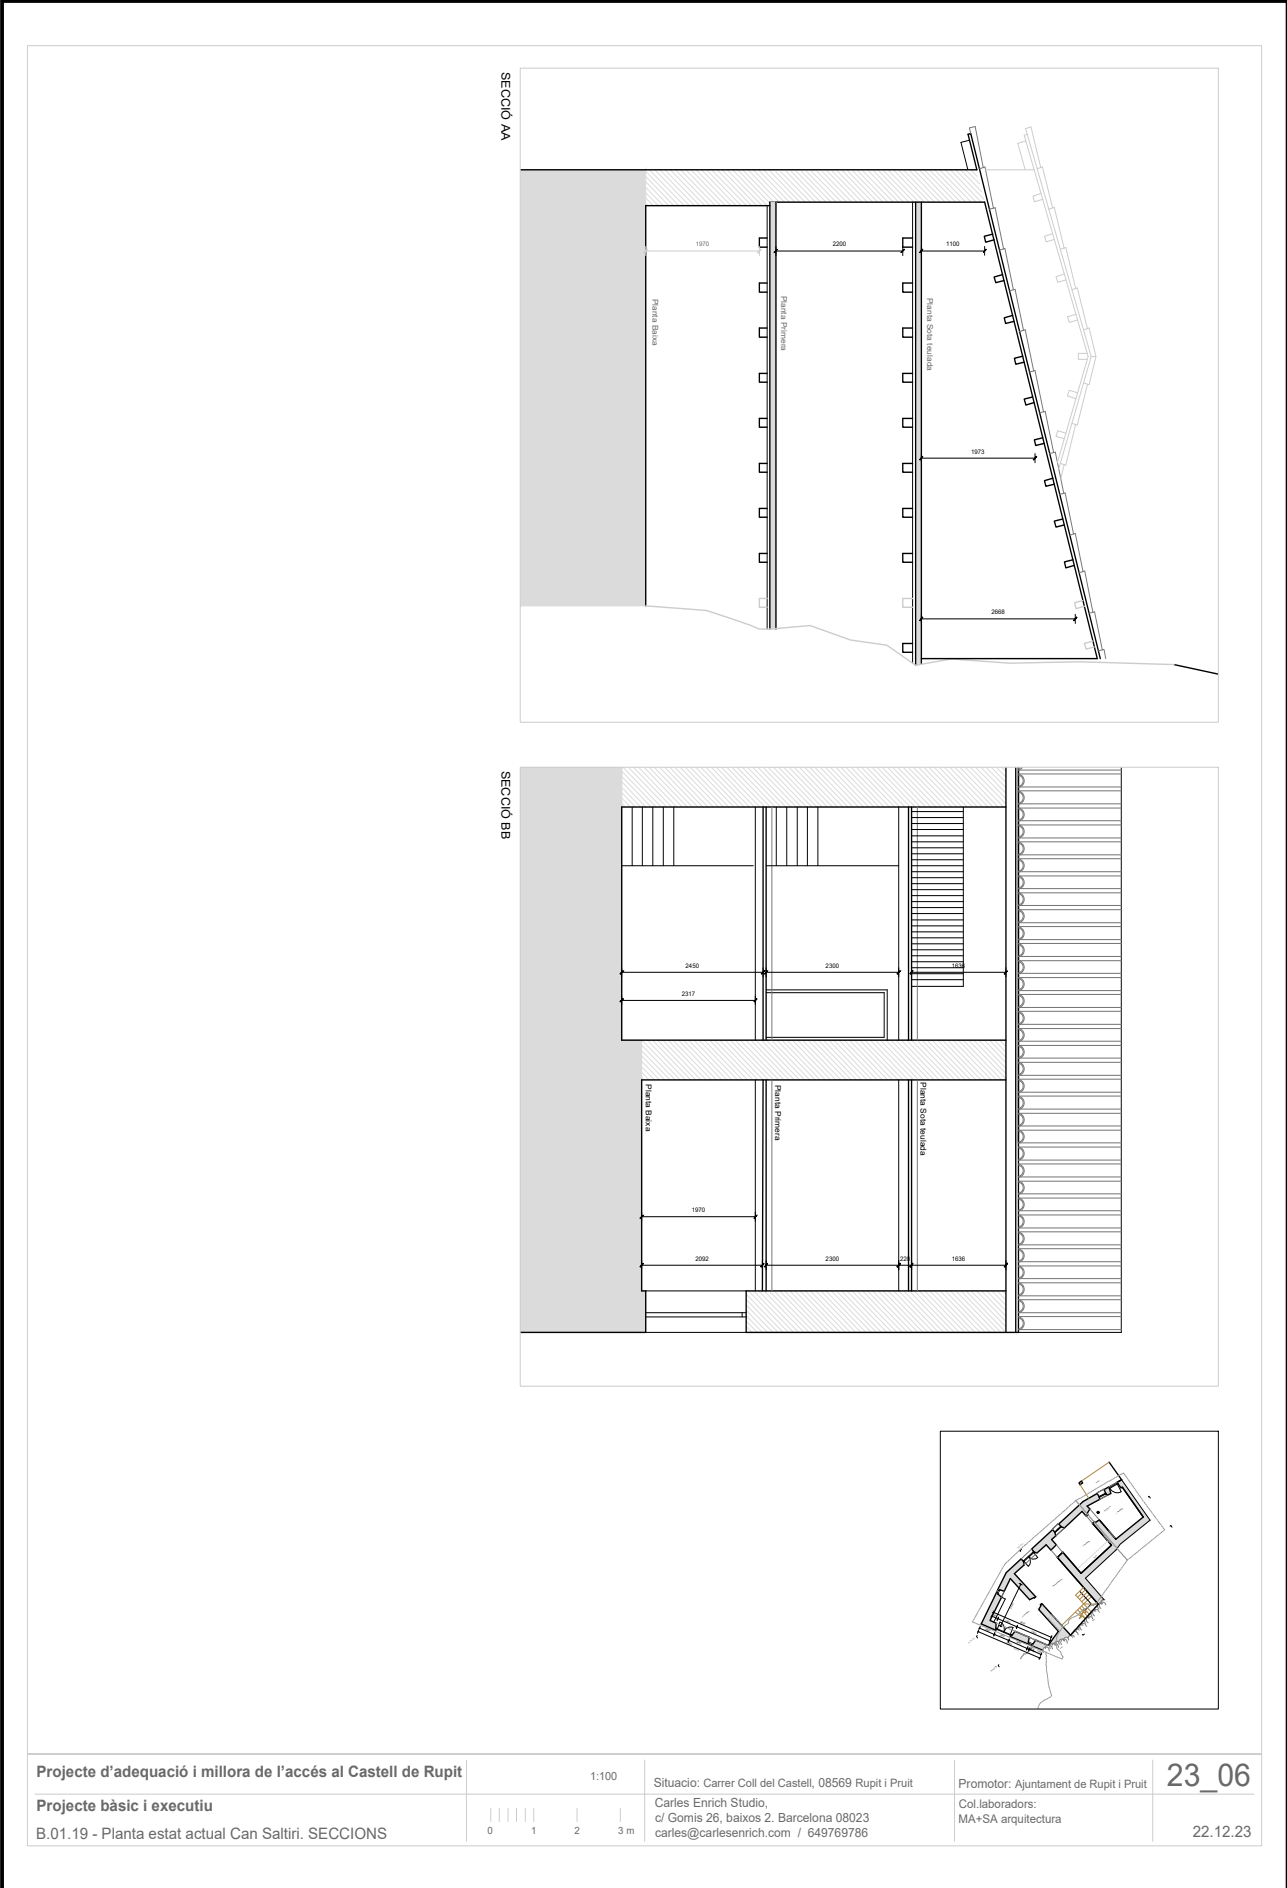 SECCIÓ AA
1970
2200
1100
Planta Baixa
Planta Primera
Planta Sota teulada
1973
2668
SECCIÓ BB
2450
2300
1636
2317
Planta Baixa
Planta Primera
Planta Sota teulada
1970
2092
2300
220
1636
Projecte d’adequació i millora de l’accés al Castell de Rupit
1:100
Situacio: Carrer Coll del Castell, 08569 Rupit i Pruit
Promotor: Ajuntament de Rupit i Pruit
23_06
Projecte bàsic i executiu
B.01.19 - Planta estat actual Can Saltiri. SECCIONS
0 1 2 3 m
Carles Enrich Studio,
c/ Gomis 26, baixos 2. Barcelona 08023
carles@carlesenrich.com / 649769786
Col.laboradors:
MA+SA arquitectura
22.12.23